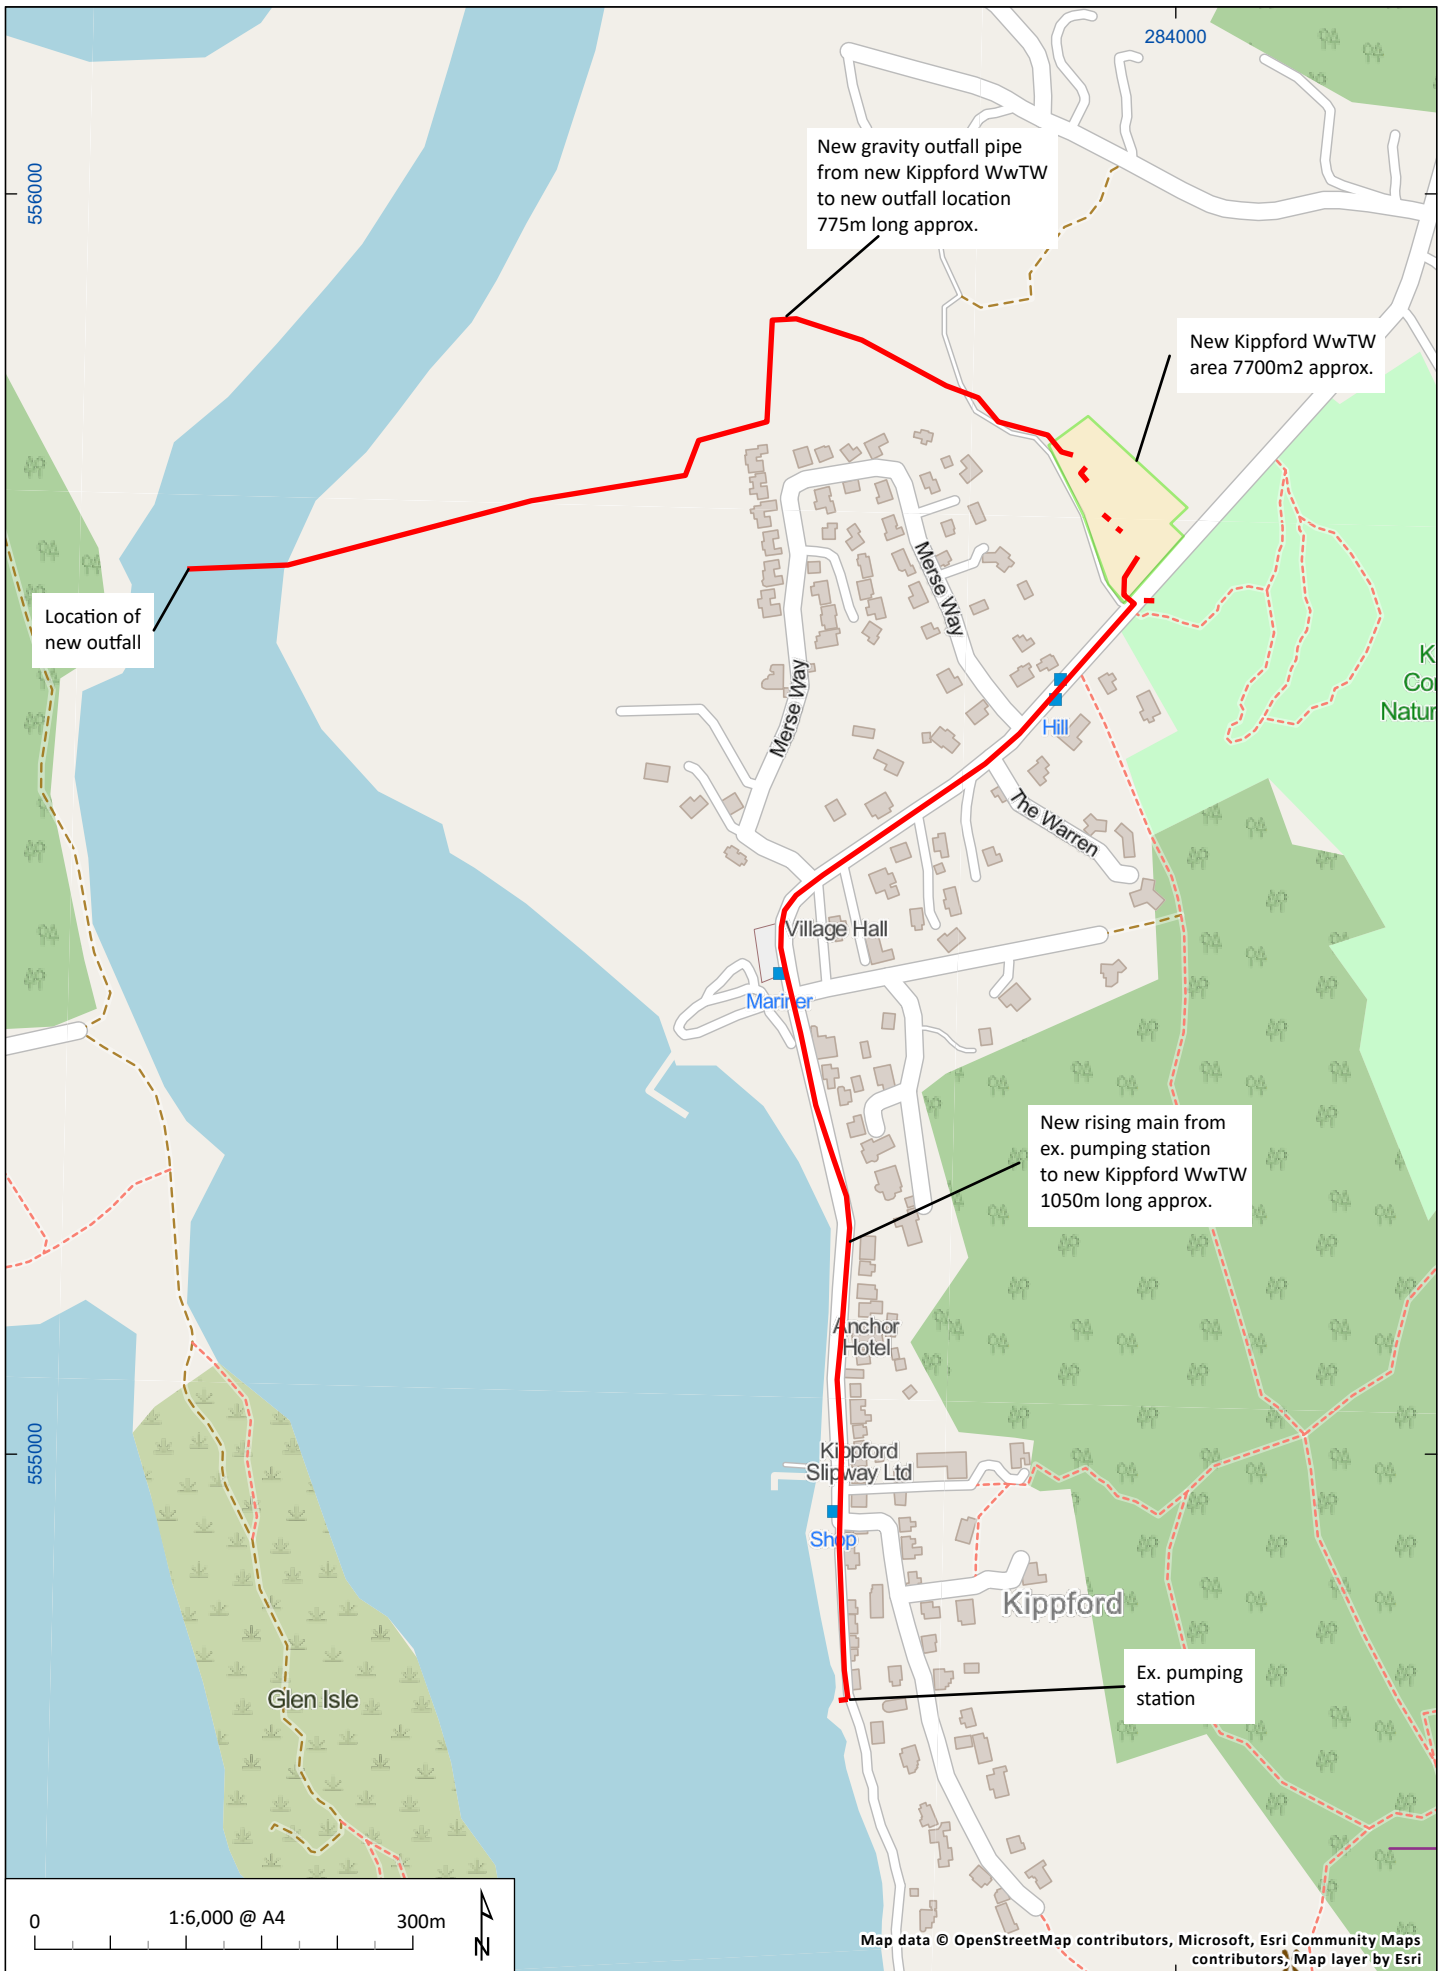 284000
556000
New gravity outfall pipe
from new Kippford WwTW
to new outfall location
775m long approx.
New Kippford WwTW
area 7700m2 approx.
Location of
new outfall
Merse Way
Merse Way
K
Co
Natur
Hill
The Warren
Village Hall
Mariner
New rising main from
ex. pumping station
to new Kippford WwTW
1050m long approx.
Anchor
Hotel
555000
Kippford
Slipway Ltd
Shop
Kippford
Ex. pumping
station
Glen Isle
0 1:6,000 @ A4 300m
N
Map data © OpenStreetMap contributors, Microsoft, Esri Community Maps
contributors, Map layer by Esri